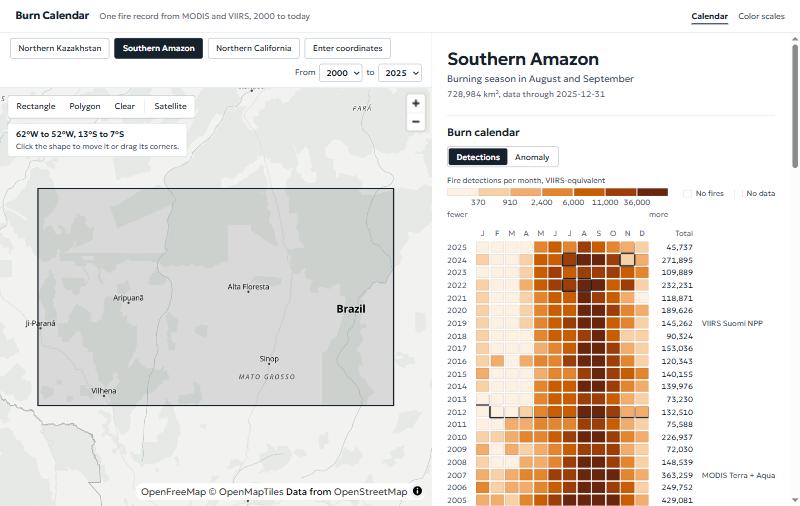 Burn Calendar
One fire record from MODIS and VIIRS, 2000 to today
Calendar
Color scales
Northern Kazakhstan
Southern Amazon
Northern California
Enter coordinates
From 2000 to 2025
Rectangle
Polygon
Clear
Satellite
62°W to 52°W, 13°S to 7°S
Click the shape to move it or drag its corners.
+
−
PARÁ
Alta Floresta
Aripuanã
Brazil
Ji-Paraná
Sinop
MATO GROSSO
Vilhena
OpenFreeMap © OpenMapTiles Data from OpenStreetMap
Southern Amazon
Burning season in August and September
728,984 km², data through 2025-12-31
Burn calendar
Detections
Anomaly
Fire detections per month, VIIRS-equivalent
370 910 2,400 6,000 11,000 36,000
fewer more
No fires
No data
J F M A M J J A S O N D Total
2025 45,737
2024 271,895
2023 109,889
2022 232,231
2021 118,871
2020 189,626
2019 145,262 VIIRS Suomi NPP
2018 90,324
2017 153,036
2016 120,343
2015 140,155
2014 139,976
2013 73,230
2012 132,510
2011 75,588
2010 226,937
2009 72,030
2008 148,539
2007 363,259 MODIS Terra + Aqua
2006 249,752
2005 429,081